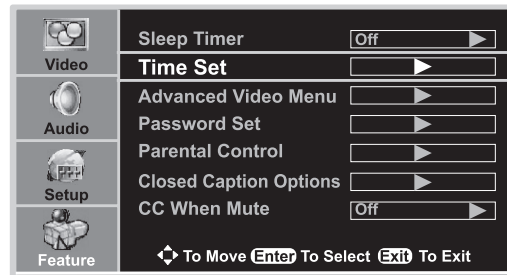 Video
Audio
Setup
Feature
Sleep Timer Off
Time Set
Advanced Video Menu
Password Set
Parental Control
Closed Caption Options
CC When Mute Off
To Move Enter To Select Exit To Exit